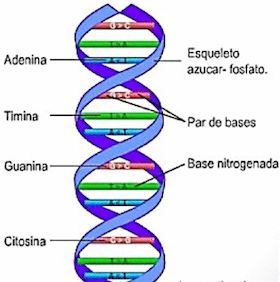 Adenina
Esqueleto
azucar- fosfato.
Timina
Par de bases
Guanina
Base nitrogenada
Citosina
G C